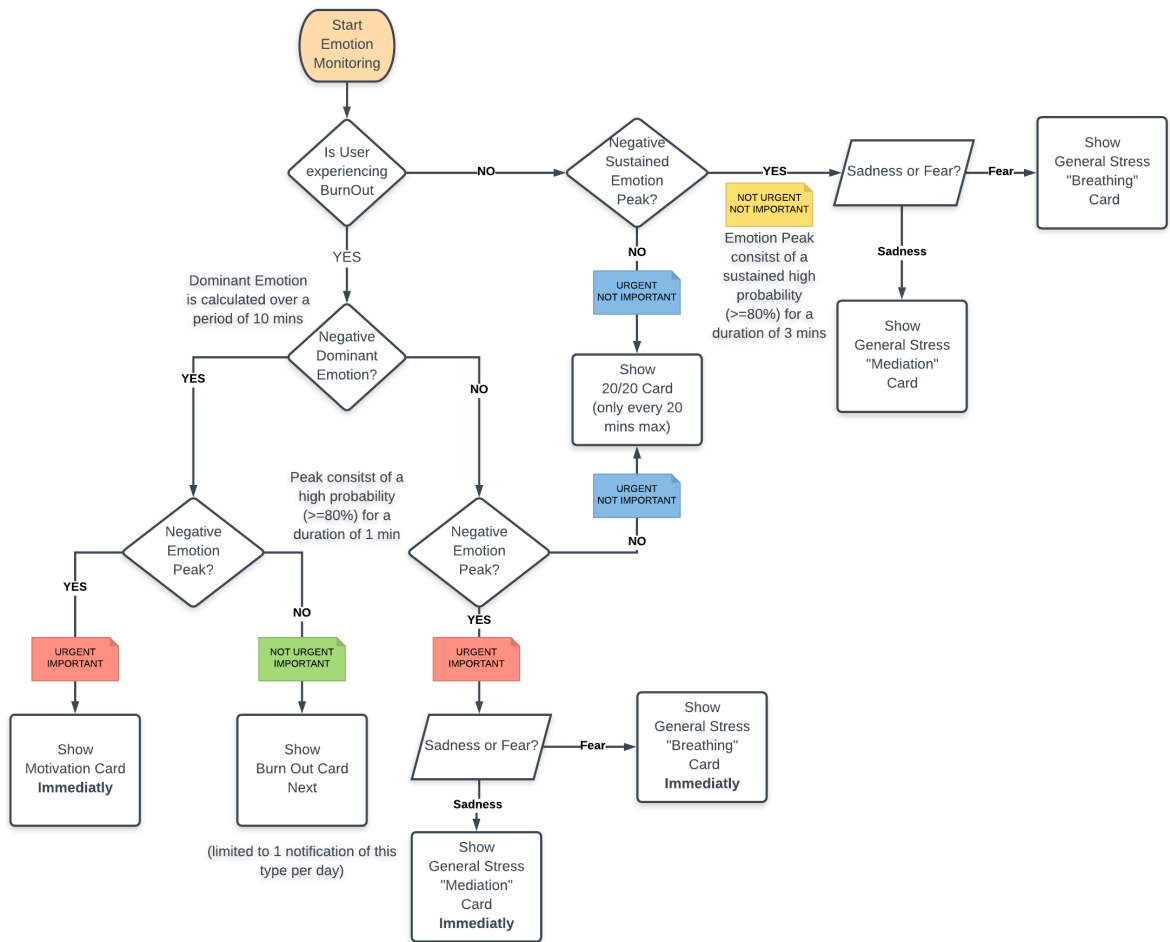 Start
Emotion
Monitoring
Is User
experiencing
BurnOut
NO
Negative
Sustained
Emotion
Peak?
YES
NOT URGENT
NOT IMPORTANT
Emotion Peak
consitst of a
sustained high
probability
(>=80%) for a
duration of 3 mins
Sadness or Fear?
Fear
Show
General Stress
"Breathing"
Card
Sadness
Show
General Stress
"Mediation"
Card
NO
URGENT
NOT IMPORTANT
Show
20/20 Card
(only every 20
mins max)
YES
Dominant Emotion
is calculated over a
period of 10 mins
Negative
Dominant
Emotion?
YES
NO
Peak consitst of a
high probability
(>=80%) for a
duration of 1 min
URGENT
NOT IMPORTANT
NO
Negative
Emotion
Peak?
Negative
Emotion
Peak?
YES
NO
YES
URGENT
IMPORTANT
NOT URGENT
IMPORTANT
URGENT
IMPORTANT
Show
Motivation Card
Immediatly
Show
Burn Out Card
Next
(limited to 1 notification of this
type per day)
Sadness or Fear?
Fear
Show
General Stress
"Breathing"
Card
Immediatly
Sadness
Show
General Stress
"Mediation"
Card
Immediatly